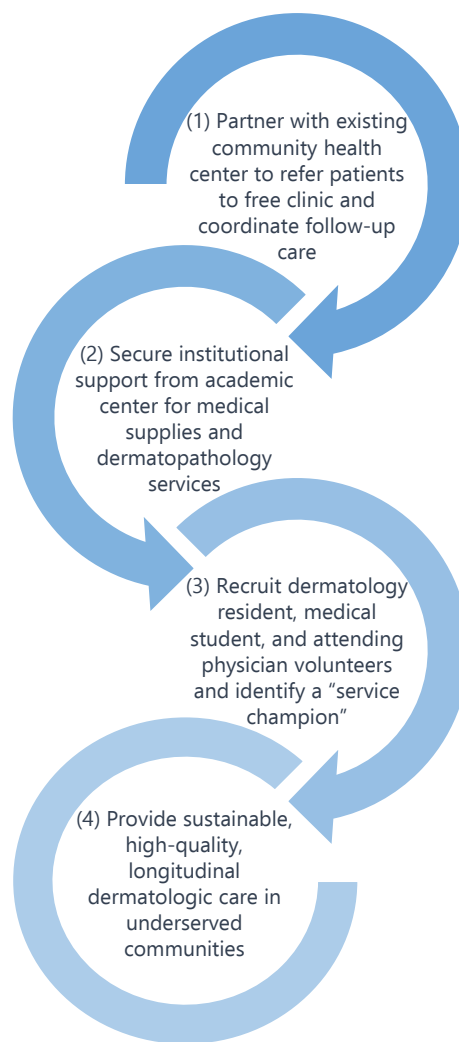 (1) Partner with existing
community health
center to refer patients
to free clinic and
coordinate follow-up
care
(2) Secure institutional
support from academic
center for medical
supplies and
dermatopathology
services
(3) Recruit dermatology
resident, medical
student, and attending
physician volunteers
and identify a “service
champion”
(4) Provide sustainable,
high-quality,
longitudinal
dermatologic care in
underserved
communities